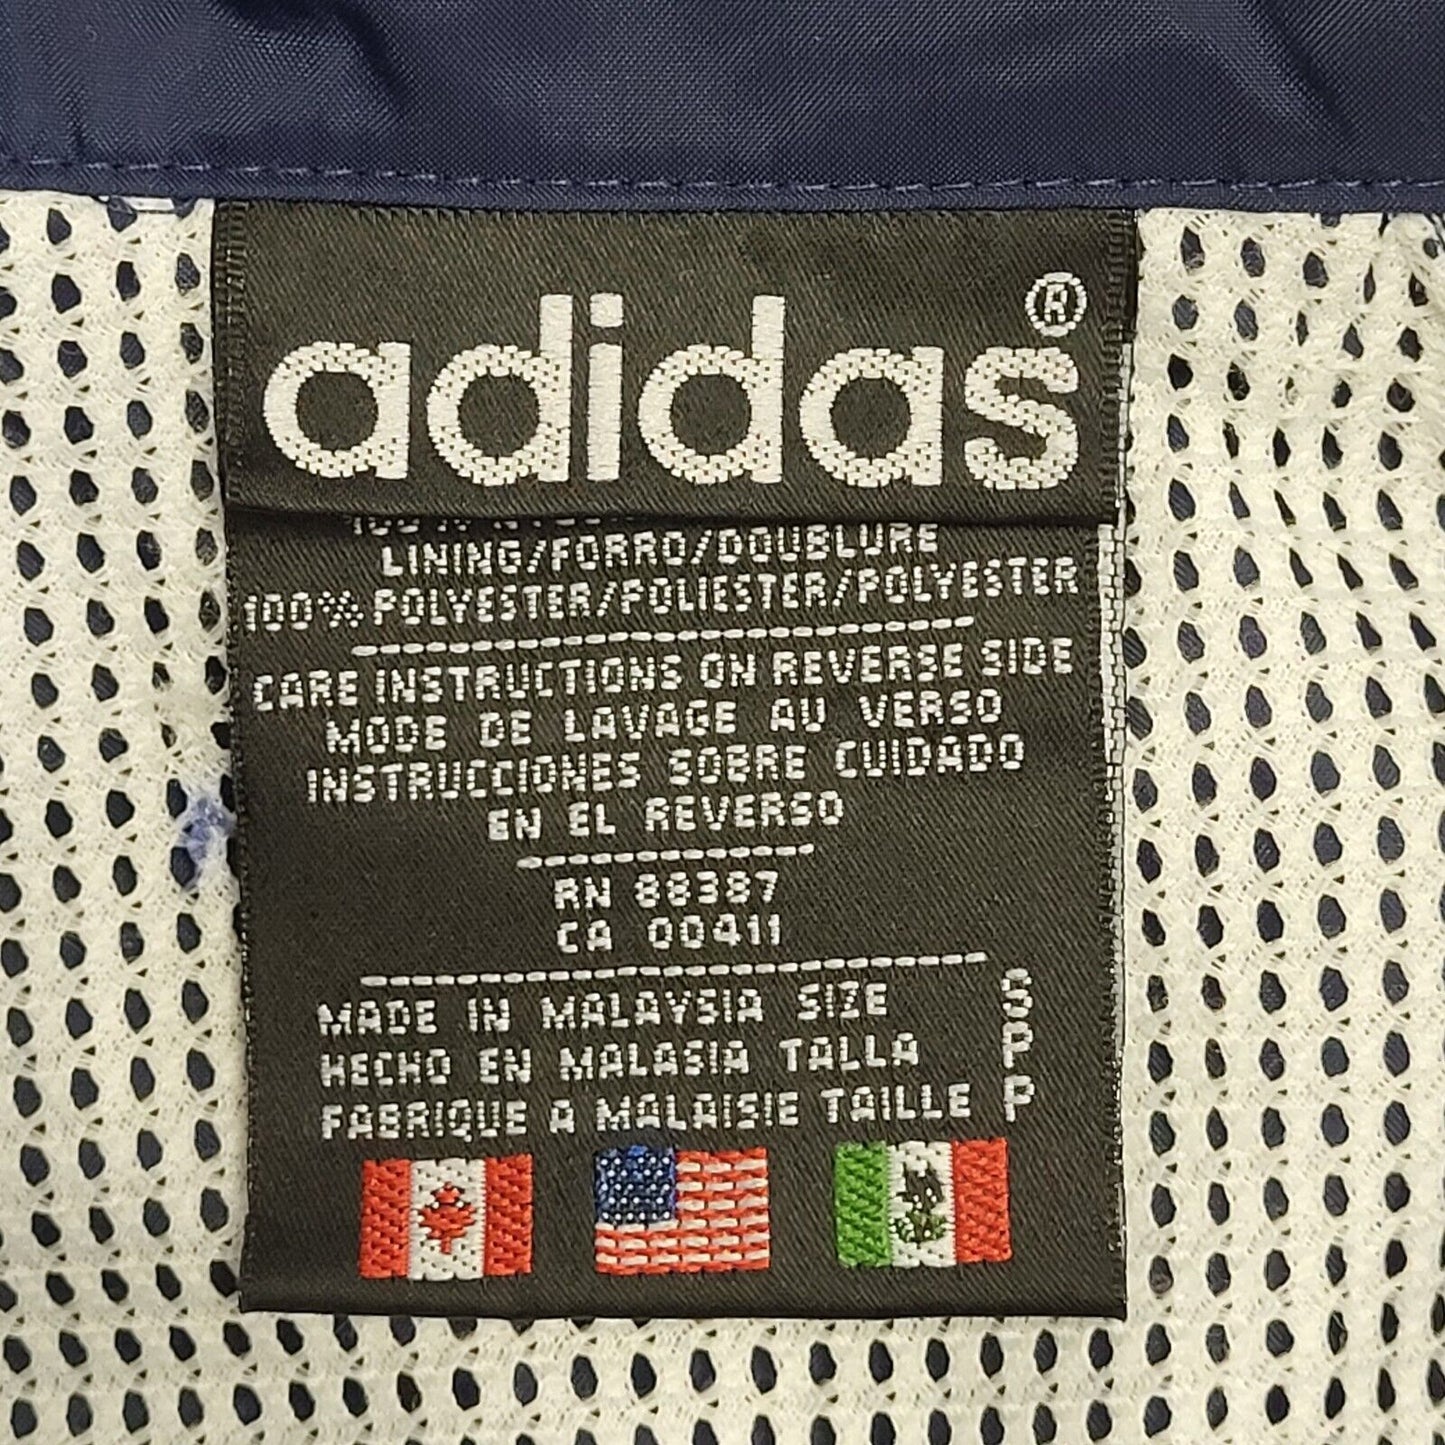 adidas®
100%
LINING/FORRO/DOUBLURE
100% POLYESTER/POLIESTER/POLYESTER
CARE INSTRUCTIONS ON REVERSE SIDE
MODE DE LAVAGE AU VERSO
INSTRUCCIONES SOBRE CUIDADO
EN EL REVERSO
RN 88387
CA 00411
MADE IN MALAYSIA SIZE S
HECHO EN MALASIA TALLA P
FABRIQUE A MALAISIE TAILLE P